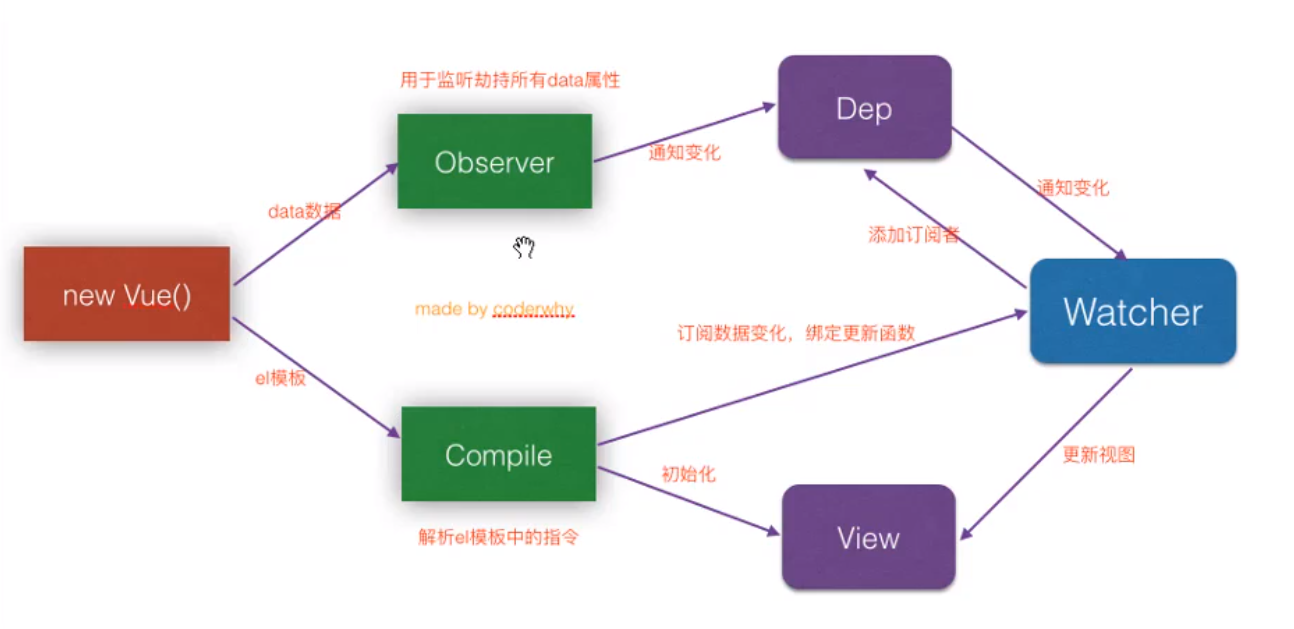 用于监听劫持所有data属性
Dep
Observer
通知变化
通知变化
data数据
添加订阅者
new Vue()
made by coderwhy
Watcher
订阅数据变化，绑定更新函数
el模板
Compile
初始化
更新视图
解析el模板中的指令
View